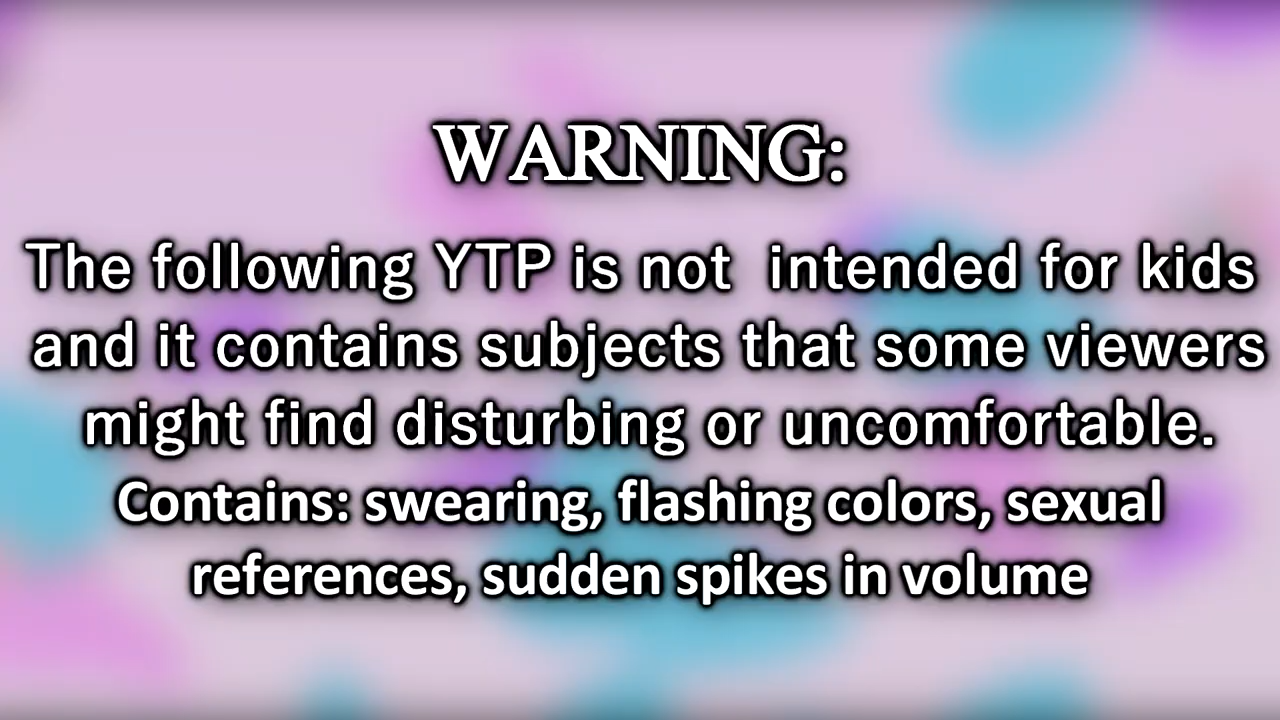 WARNING:
The following YTP is not  intended for kids
and it contains subjects that some viewers
might find disturbing or uncomfortable.
Contains: swearing, flashing colors, sexual
references, sudden spikes in volume